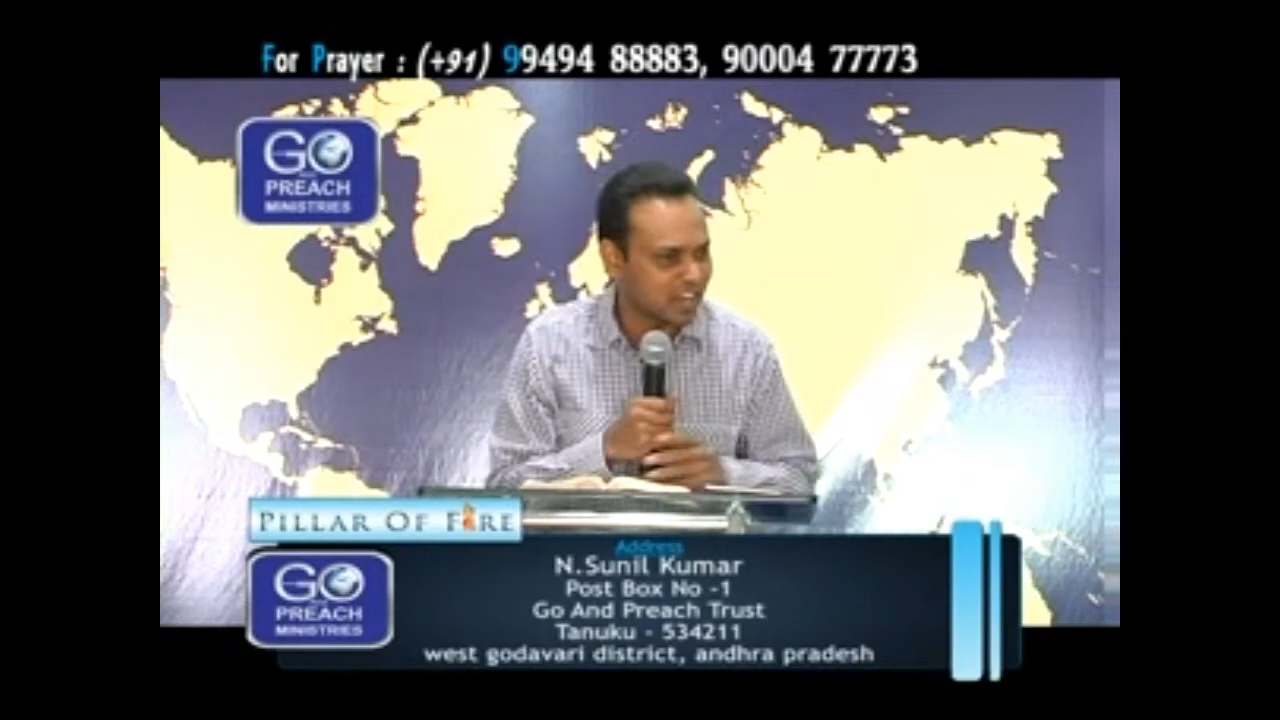 For Prayer : (+91) 99494 88883, 90004 77773
GO
PREACH
MINISTRIES
PILLAR OF FIRE
GO
PREACH
MINISTRIES
Address
N.Sunil Kumar
Post Box No -1
Go And Preach Trust
Tanuku - 534211
west godavari district, andhra pradesh